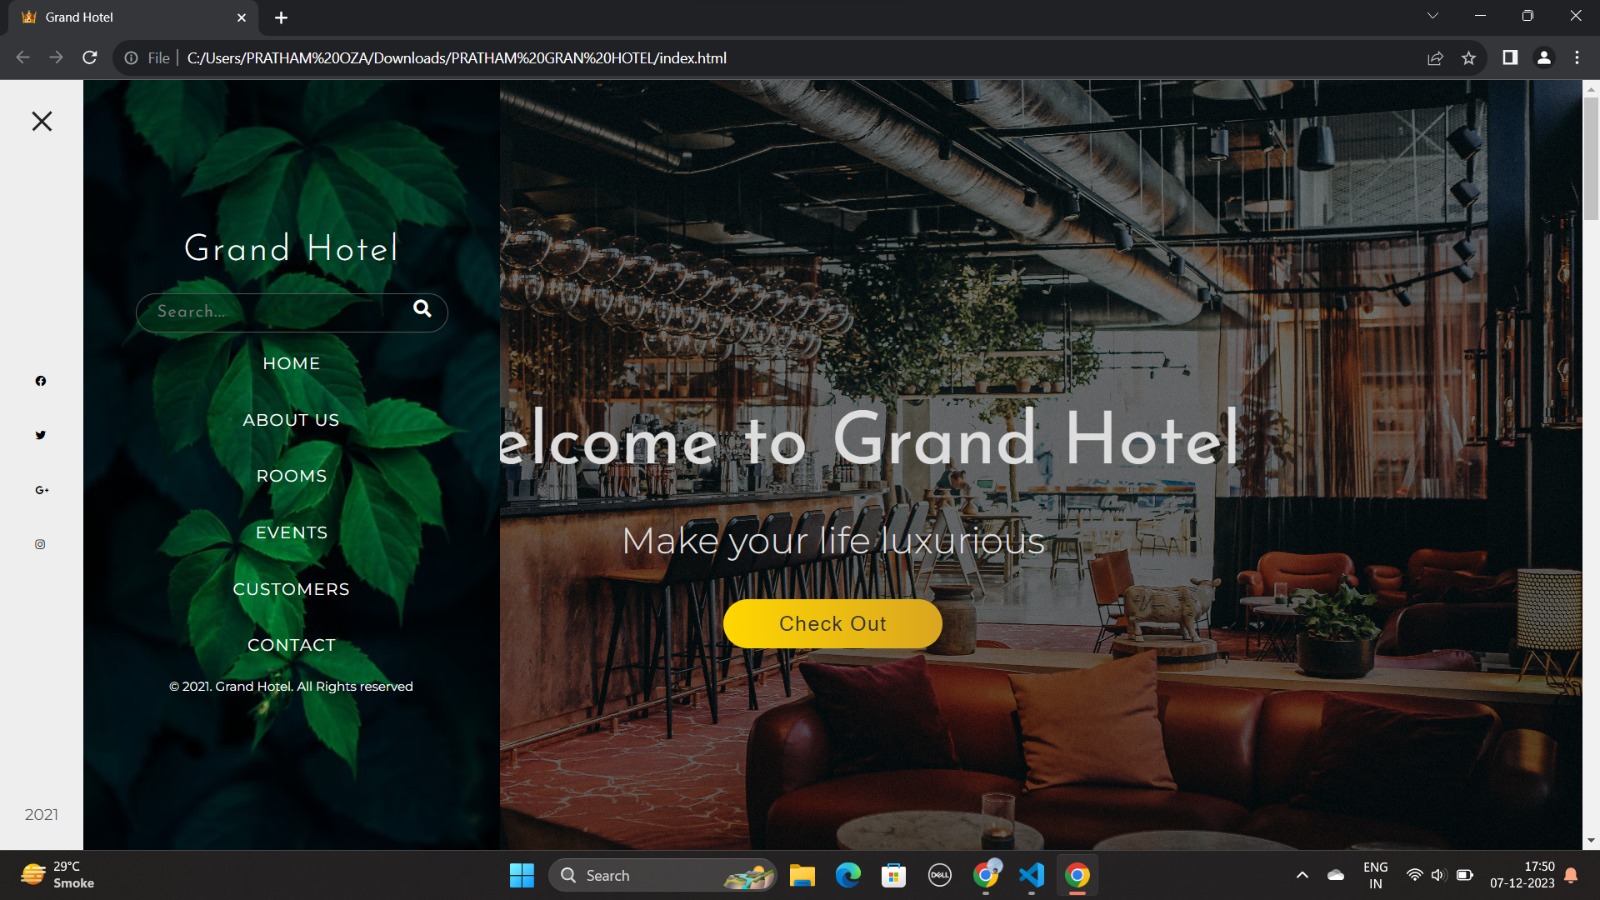 Grand Hotel
File
C:/Users/PRATHAM%20OZA/Downloads/PRATHAM%20GRAN%20HOTEL/index.html
Grand Hotel
Search...
HOME
ABOUT US
ROOMS
EVENTS
CUSTOMERS
CONTACT
© 2021. Grand Hotel. All Rights reserved
G+
2021
elcome to Grand Hotel
Make your life luxurious
Check Out
29°C
Smoke
Search
DELL
ENG
IN
17:50
07-12-2023